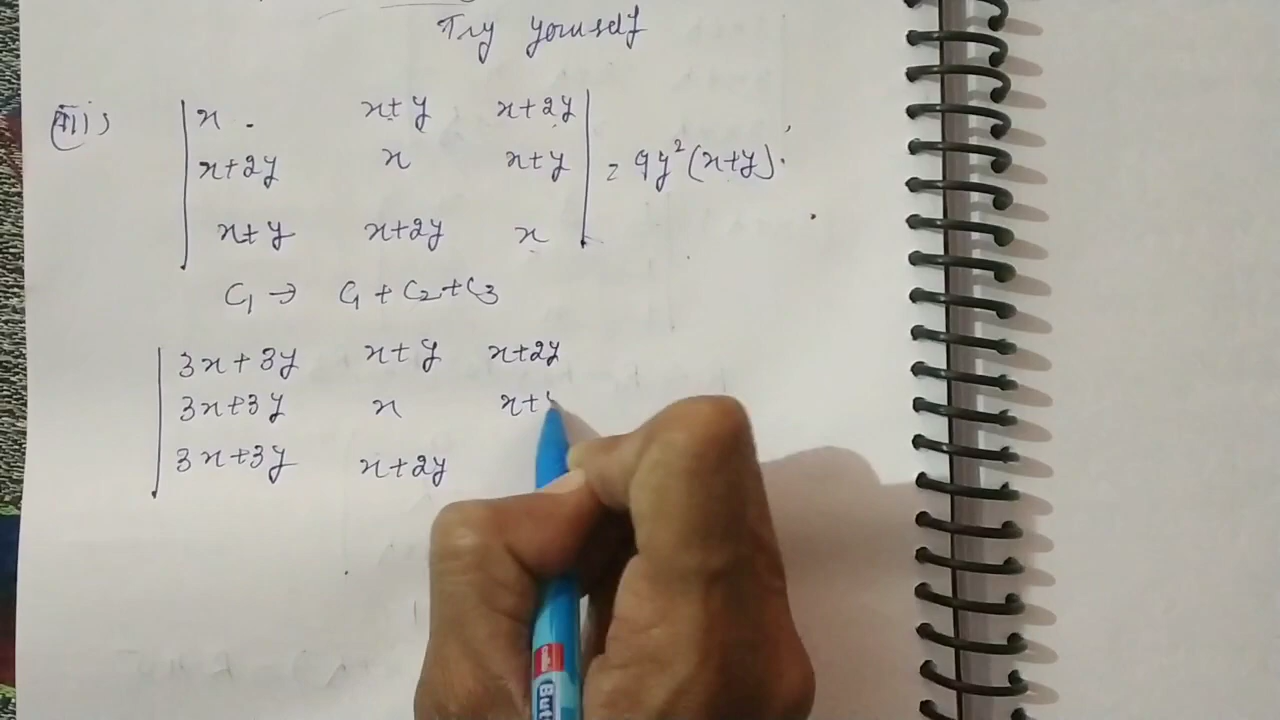 Try yourself
(iii) | x x+y x+2y |
| x+2y x x+y | = 9y²(x+y).
| x+y x+2y x |
C₁ → C₁ + C₂ + C₃
| 3x+3y x+y x+2y
| 3x+3y x x+
| 3x+3y x+2y
But